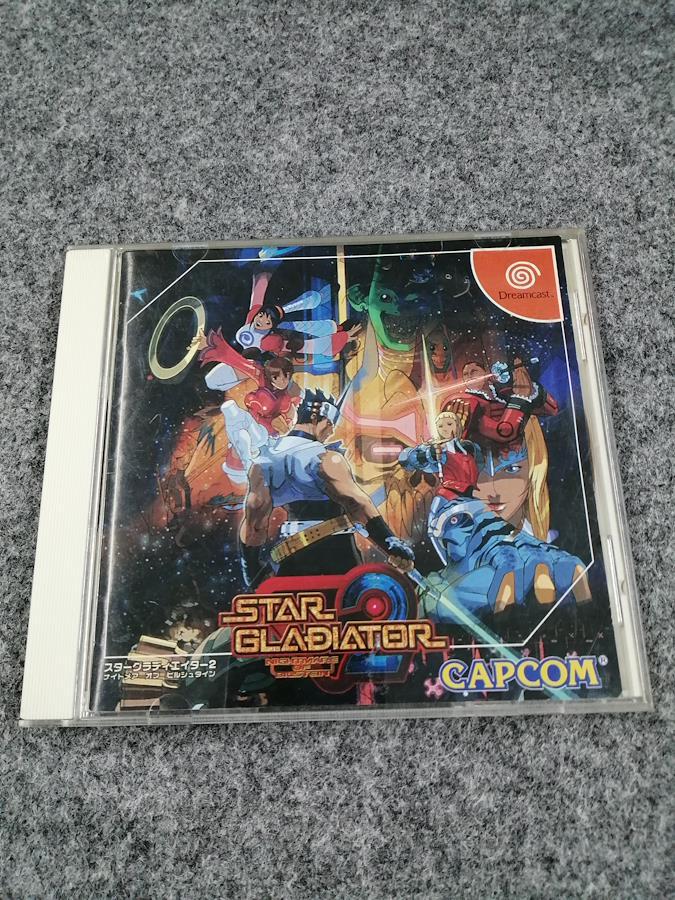 Dreamcast™
STAR
GLADIATOR 2
NIGHTMARE
OF
BILSTEIN
スターグラディエイター2
ナイトメア オブ ビルシュタイン
CAPCOM®